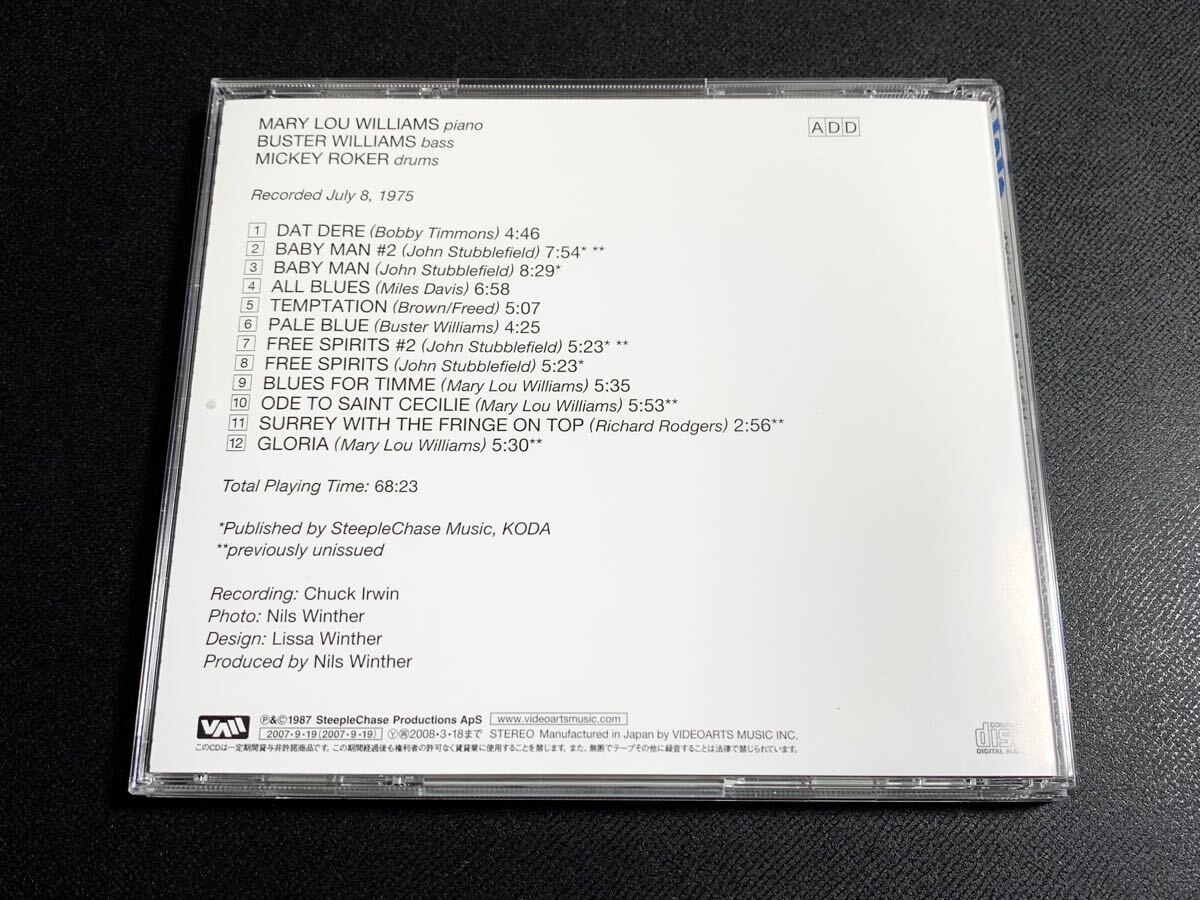 MARY LOU WILLIAMS piano
BUSTER WILLIAMS bass
MICKEY ROKER drums
ADD
Recorded July 8, 1975
1 DAT DERE (Bobby Timmons) 4:46
2 BABY MAN #2 (John Stubblefield) 7:54* **
3 BABY MAN (John Stubblefield) 8:29*
4 ALL BLUES (Miles Davis) 6:58
5 TEMPTATION (Brown/Freed) 5:07
6 PALE BLUE (Buster Williams) 4:25
7 FREE SPIRITS #2 (John Stubblefield) 5:23* **
8 FREE SPIRITS (John Stubblefield) 5:23*
9 BLUES FOR TIMME (Mary Lou Williams) 5:35
10 ODE TO SAINT CECILIE (Mary Lou Williams) 5:53**
11 SURREY WITH THE FRINGE ON TOP (Richard Rodgers) 2:56**
12 GLORIA (Mary Lou Williams) 5:30**
Total Playing Time: 68:23
*Published by SteepleChase Music, KODA
**previously unissued
Recording: Chuck Irwin
Photo: Nils Winther
Design: Lissa Winther
Produced by Nils Winther
℗&©1987 SteepleChase Productions ApS www.videoartsmusic.com
2007・9・19 (2007・9・19) Ⓨ 2008・3・18まで STEREO Manufactured in Japan by VIDEOARTS MUSIC INC.
このCDは一定期間貸与非許諾商品です。この期間経過後も権利者の許可なく賃貸業に使用することを禁じます。また、無断でテープその他に録音することは法律で禁じられています。
DIGITAL